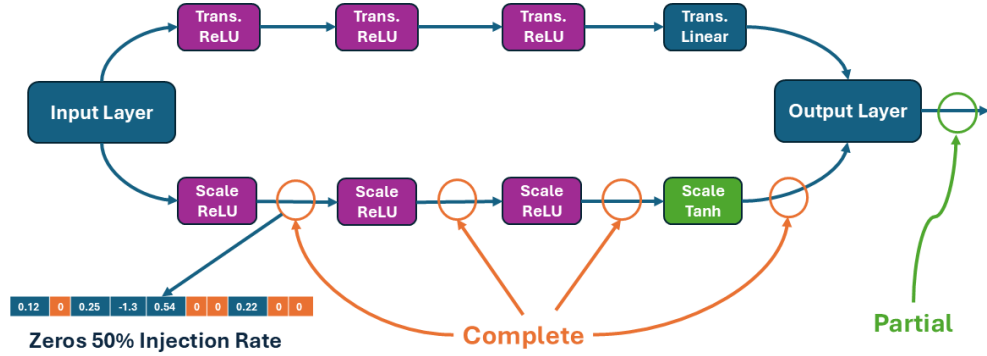 Trans.
ReLU
Trans.
ReLU
Trans.
ReLU
Trans.
Linear
Input Layer
Output Layer
Scale
ReLU
Scale
ReLU
Scale
ReLU
Scale
Tanh
0.12 0 0.25 -1.3 0.54 0 0 0.22 0 0
Zeros 50% Injection Rate
Complete
Partial